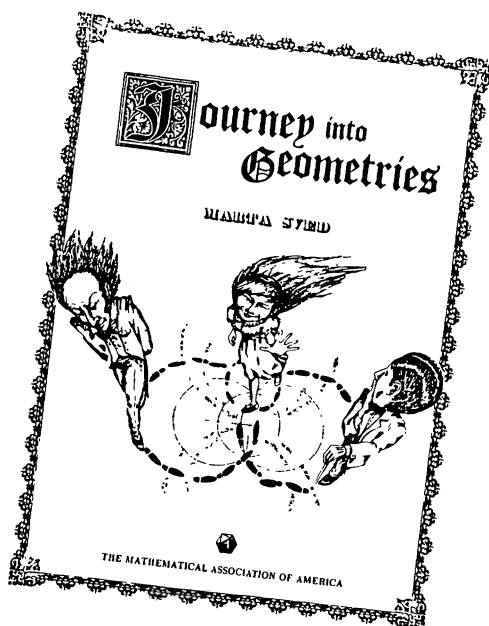 Journey into
Geometries
MARTA SVED
THE MATHEMATICAL ASSOCIATION OF AMERICA